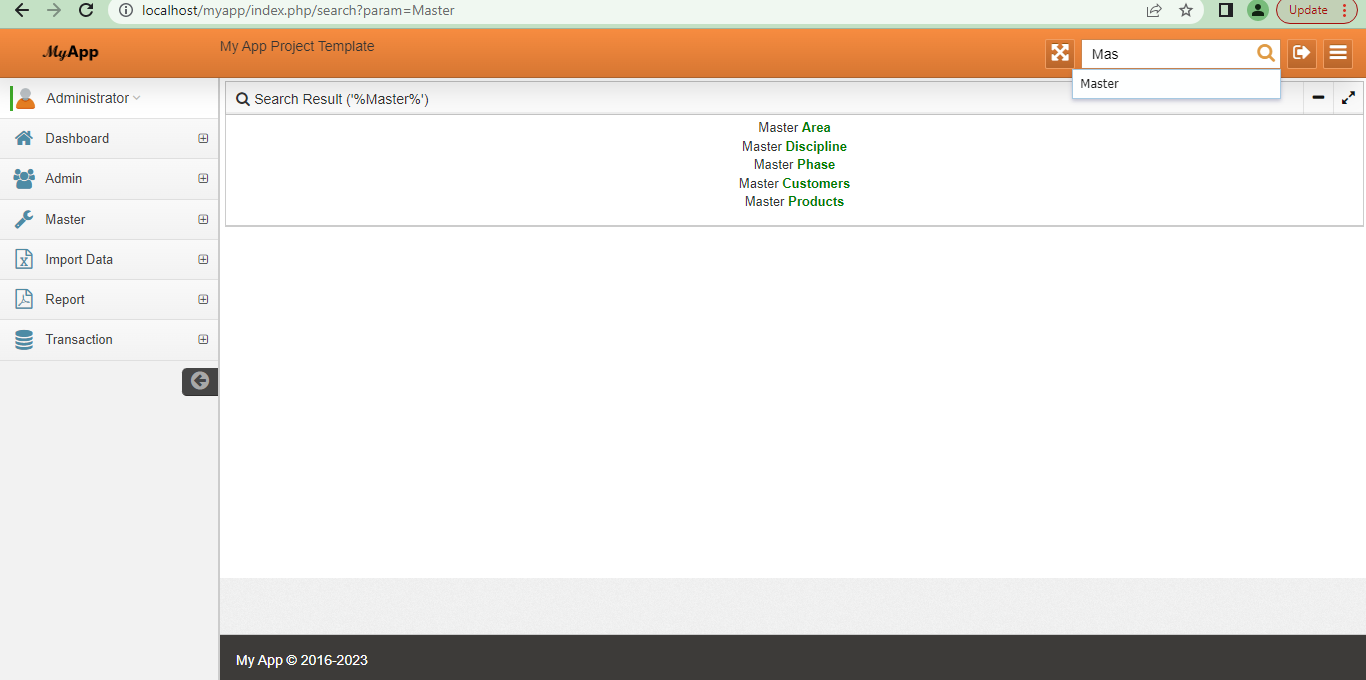 localhost/myapp/index.php/search?param=Master
Update
MyApp
My App Project Template
Mas
Master
Administrator
Search Result ('%Master%')
Dashboard
Admin
Master
Import Data
Report
Transaction
Master Area
Master Discipline
Master Phase
Master Customers
Master Products
My App © 2016-2023